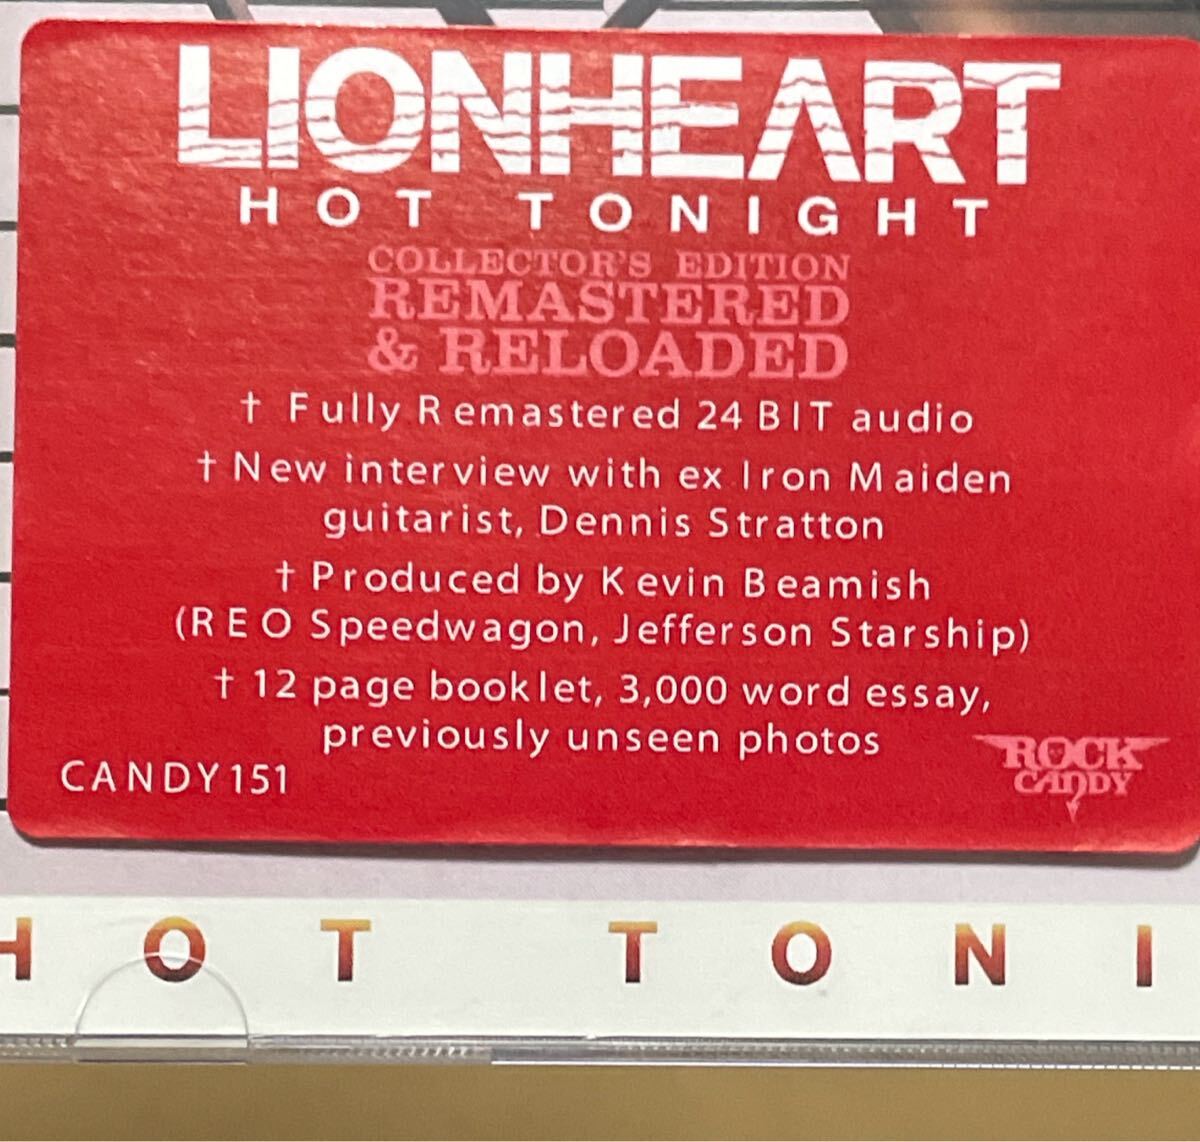 LIONHEART
HOT TONIGHT
COLLECTOR'S EDITION
REMASTERED
& RELOADED
† Fully Remastered 24 BIT audio
† New interview with ex Iron Maiden
guitarist, Dennis Stratton
† Produced by Kevin Beamish
(REO Speedwagon, Jefferson Starship)
† 12 page booklet, 3,000 word essay,
previously unseen photos
CANDY151
ROCK
CANDY
HOT TONI